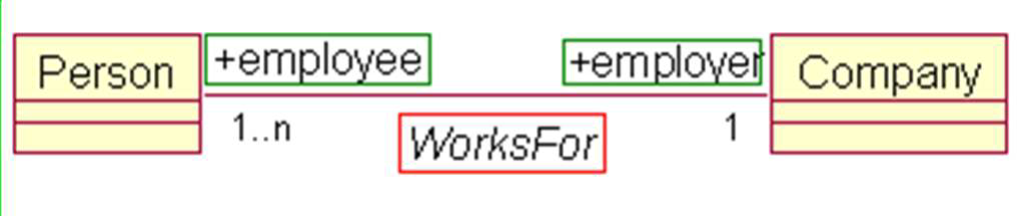 Person
+employee
+employer
Company
1..n
WorksFor
1